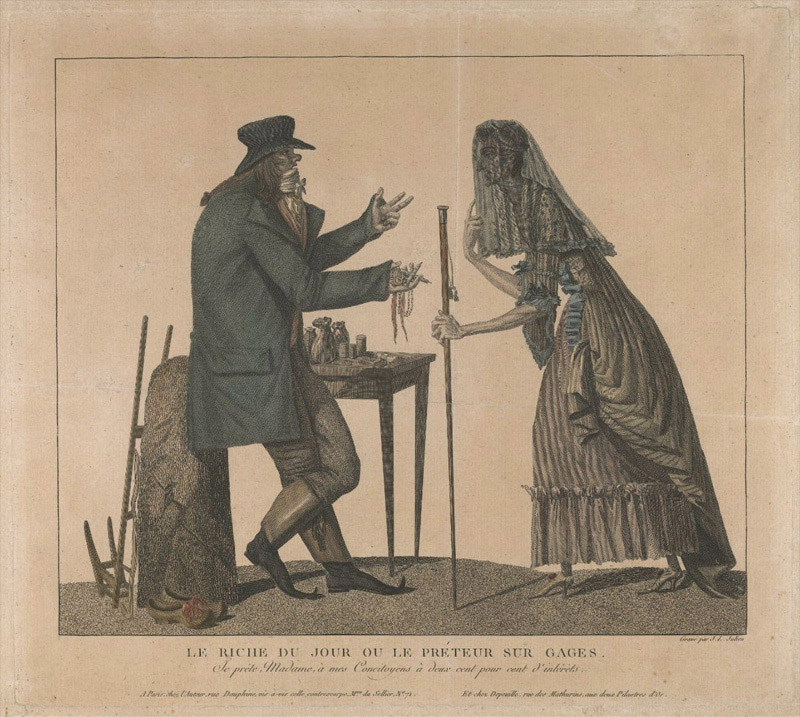 Gravé par J. L. Julien
LE RICHE DU JOUR OU LE PRÊTEUR SUR GAGES.
Je prête Madame, à mes Concitoyens à deux cent pour cent d'intérêts.
A Paris chez l'Auteur, rue Dauphine, vis-à-vis celle contrescarpe, Mon du Sellier, No. 71. Et chez Depeuille, rue des Mathurins, aux deux Pilastres d'Or.